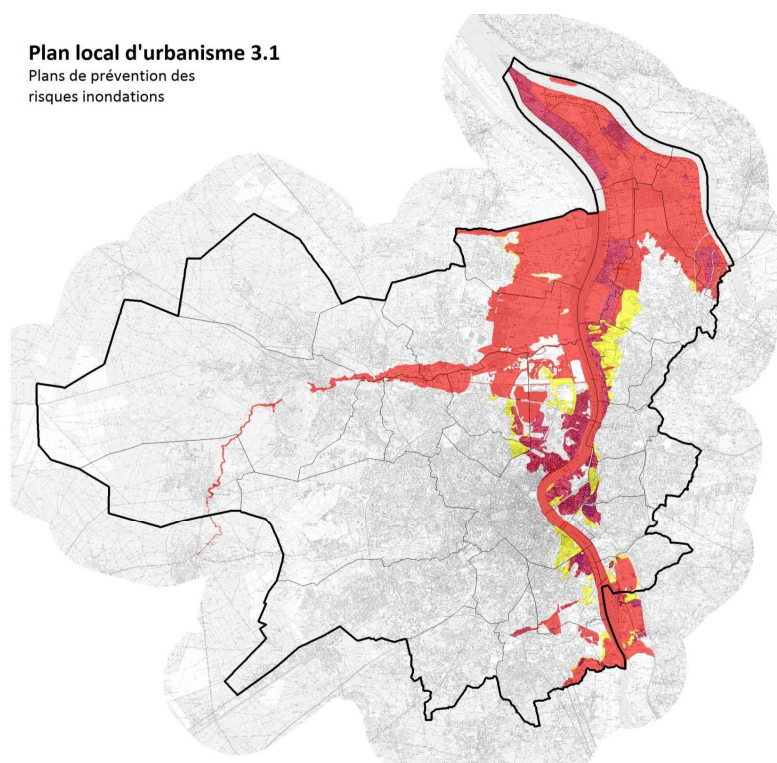 Plan local d'urbanisme 3.1
Plans de prévention des
risques inondations